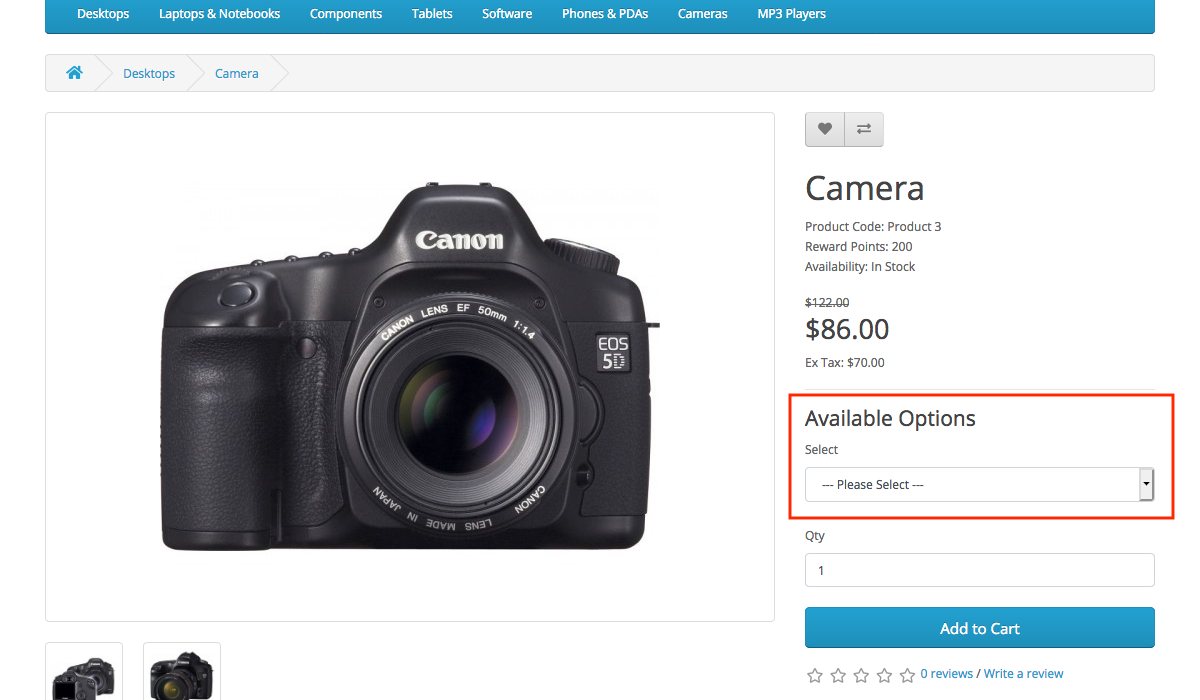 Desktops Laptops & Notebooks Components Tablets Software Phones & PDAs Cameras MP3 Players
Desktops Camera
Canon
CANON LENS EF 50mm 1:1.4
EOS
5D
CANON LENS MADE IN JAPAN
Camera
Product Code: Product 3
Reward Points: 200
Availability: In Stock
$122.00
$86.00
Ex Tax: $70.00
Available Options
Select
--- Please Select ---
Qty
1
Add to Cart
0 reviews / Write a review
Canon